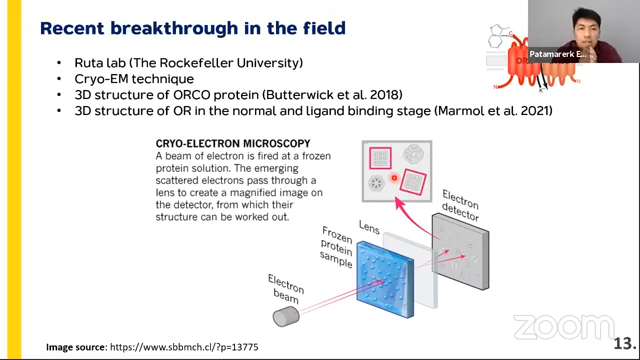 Recent breakthrough in the field
• Ruta lab (The Rockefeller University)
• Cryo-EM technique
• 3D structure of ORCO protein (Butterwick et al. 2018)
• 3D structure of OR in the normal and ligand binding stage (Marmol et al. 2021)
OR
N
Patamarerk E...
CRYO-ELECTRON MICROSCOPY
A beam of electron is fired at a frozen
protein solution. The emerging
scattered electrons pass through a
lens to create a magnified image on
the detector, from which their
structure can be worked out.
Electron
detector
Lens
Frozen
protein
sample
Electron
beam
Image source: https://www.sbbmch.cl/?p=13775
zoom
13.